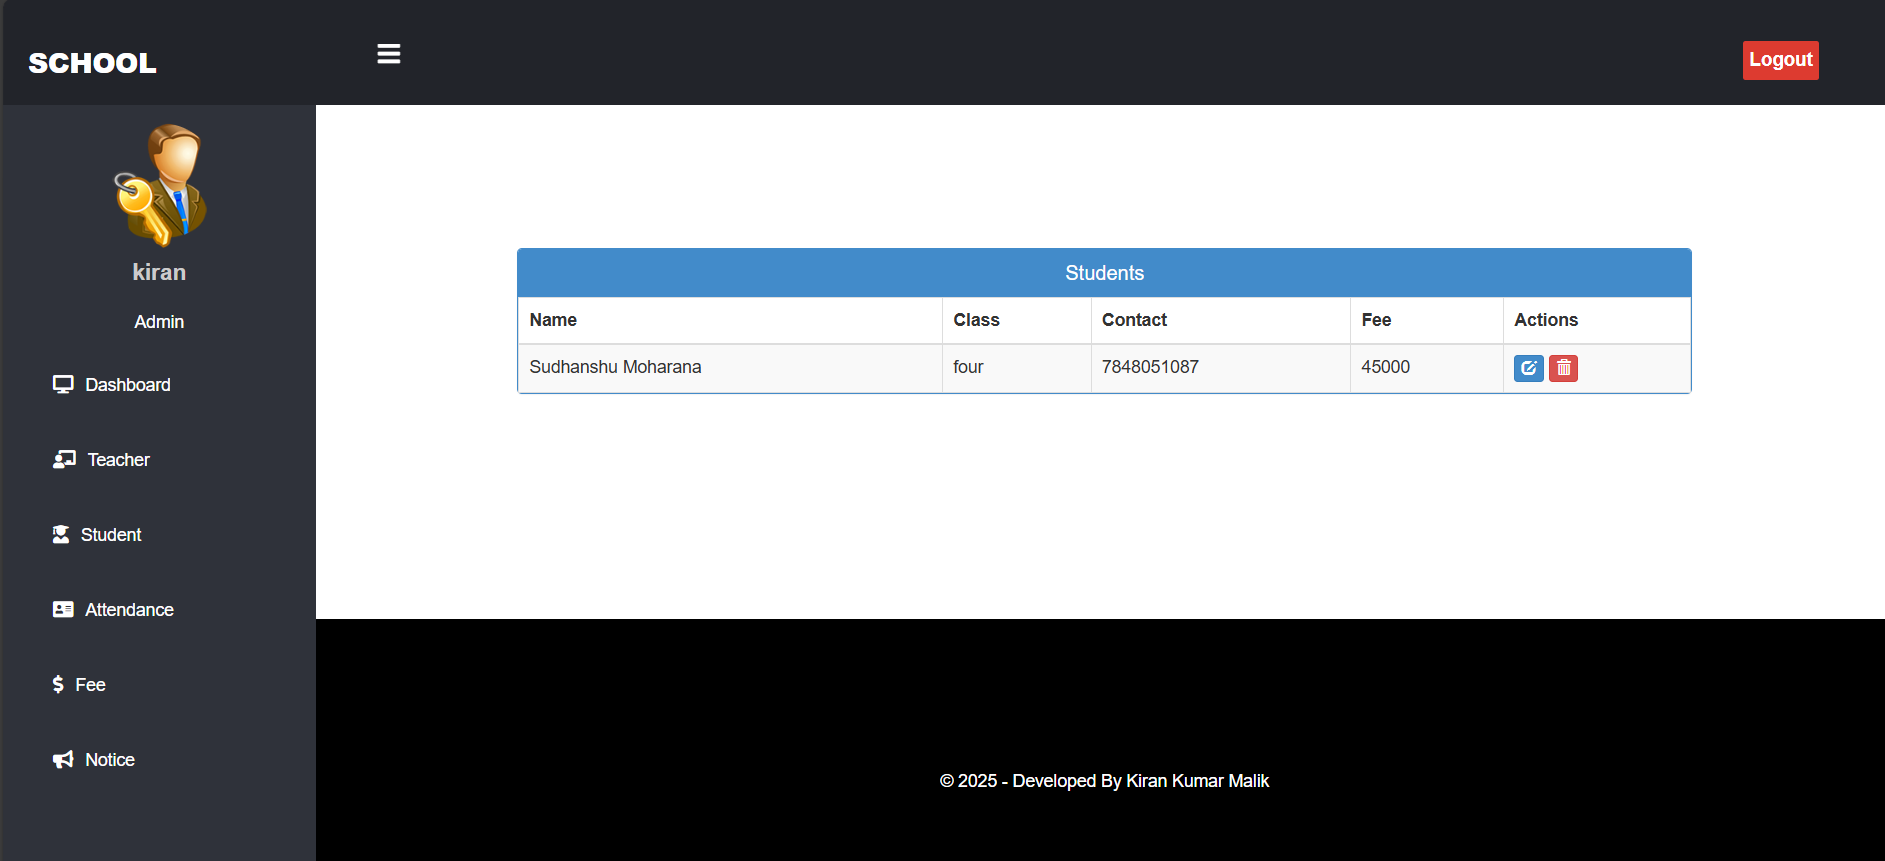 SCHOOL
Logout
kiran
Admin
Dashboard
Teacher
Student
Attendance
Fee
Notice
Students
Name Class Contact Fee Actions
Sudhanshu Moharana four 7848051087 45000
© 2025 - Developed By Kiran Kumar Malik